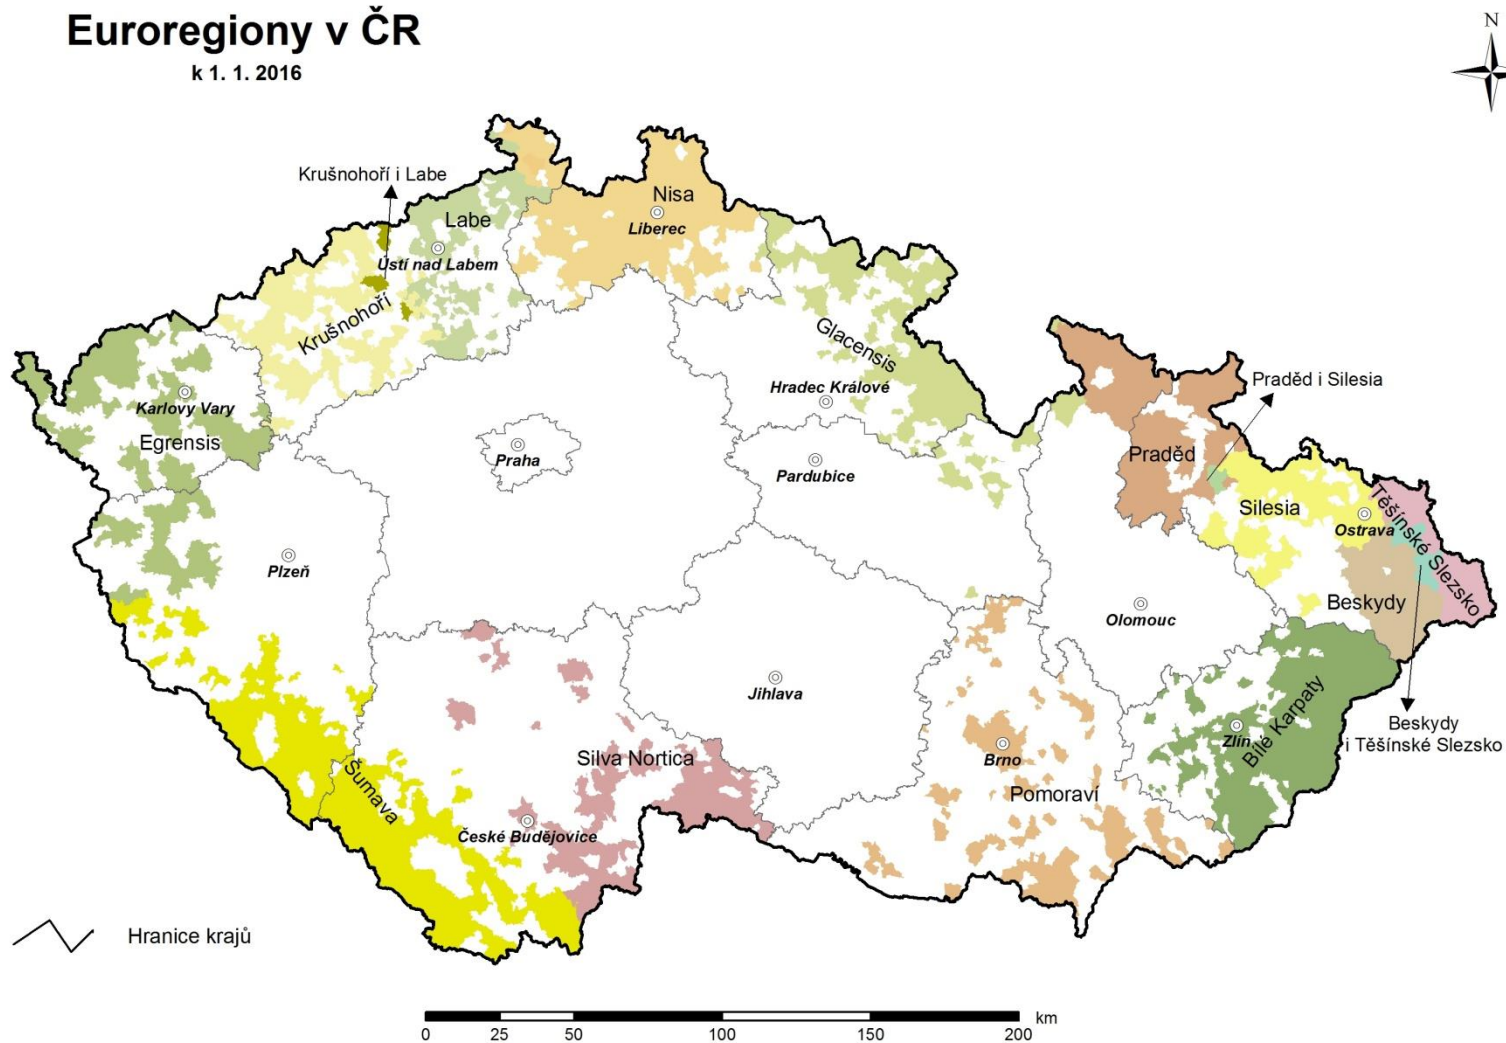 Euroregiony v ČR
k 1. 1. 2016
N
Krušnohoří i Labe
Nisa
Labe
Liberec
Ústí nad Labem
Krušnohoří
Glacensis
Hradec Králové
Praděd i Silesia
Karlovy Vary
Egrensis
Praha
Pardubice
Praděd
Silesia
Těšínské Slezsko
Ostrava
Plzeň
Beskydy
Olomouc
Jihlava
Bílé Karpaty
Zlín
Beskydy
i Těšínské Slezsko
Silva Nortica
Brno
Šumava
Pomoraví
České Budějovice
Hranice krajů
km
0 25 50 100 150 200